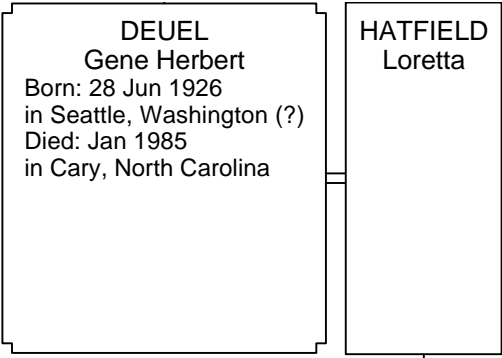 DEUEL
Gene Herbert
Born: 28 Jun 1926
in Seattle, Washington (?)
Died: Jan 1985
in Cary, North Carolina
HATFIELD
Loretta